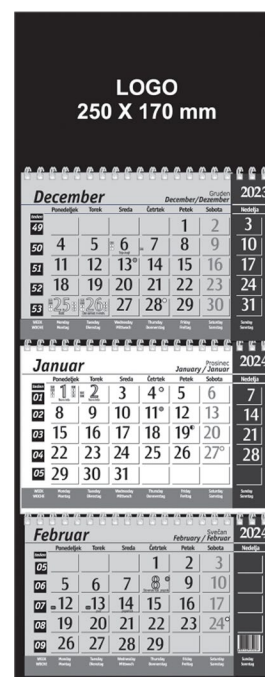 LOGO
250 X 170 mm
December Gruden 2023
December/Dezember
teden Ponedeljek Torek Sreda Četrtek Petek Sobota Nedelja
49 1 2 3
50 4 5 6 7 8 9 10
51 11 12 13 14 15 16 17
52 18 19 20 21 22 23 24
53 25 26 27 28 29 30 31
Januar Prosinec 2024
January / Januar
teden Ponedeljek Torek Sreda Četrtek Petek Sobota Nedelja
01 1 2 3 4 5 6 7
02 8 9 10 11 12 13 14
03 15 16 17 18 19 20 21
04 22 23 24 25 26 27 28
05 29 30 31
Februar Svečan 2024
February / Februar
Ponedeljek Torek Sreda Četrtek Petek Sobota Nedelja
05 1 2 3
06 5 6 7 8 9 10
07 12 13 14 15 16 17
08 19 20 21 22 23 24
09 26 27 28 29